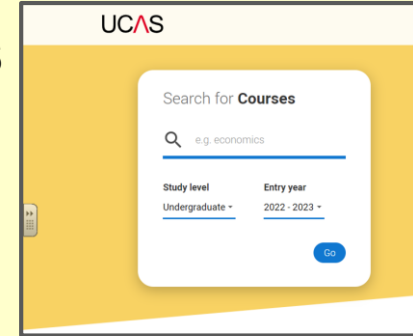 UCAS
Search for Courses
e.g. economics
Study level Entry year
Undergraduate 2022 - 2023
Go